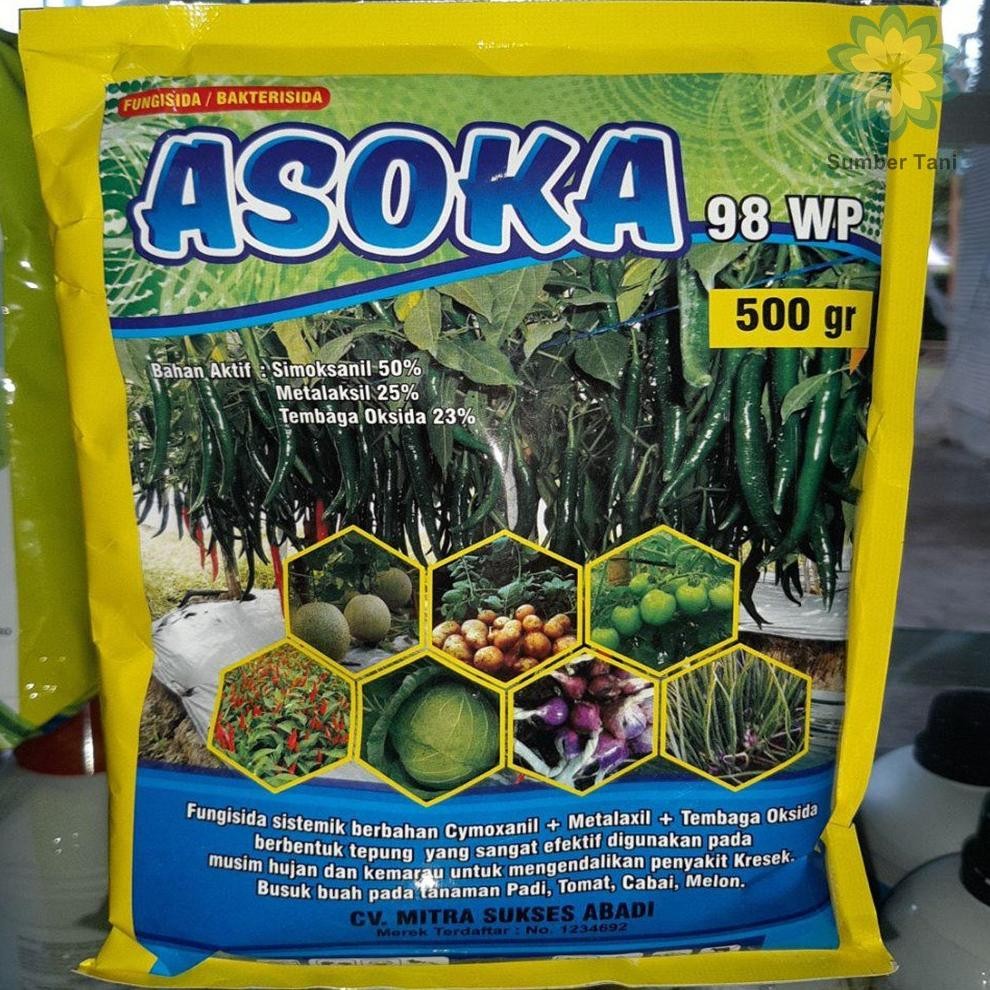 FUNGISIDA / BAKTERISIDA
Sumber Tani
ASOKA
98 WP
500 gr
Bahan Aktif : Simoksanil 50%
Metalaksil 25%
Tembaga Oksida 23%
Fungisida sistemik berbahan Cymoxanil + Metalaxil + Tembaga Oksida
berbentuk tepung yang sangat efektif digunakan pada
musim hujan dan kemarau untuk mengendalikan penyakit Kresek.
Busuk buah pada tanaman Padi, Tomat, Cabai, Melon.
CV. MITRA SUKSES ABADI
Merek Terdaftar : No. 1234692